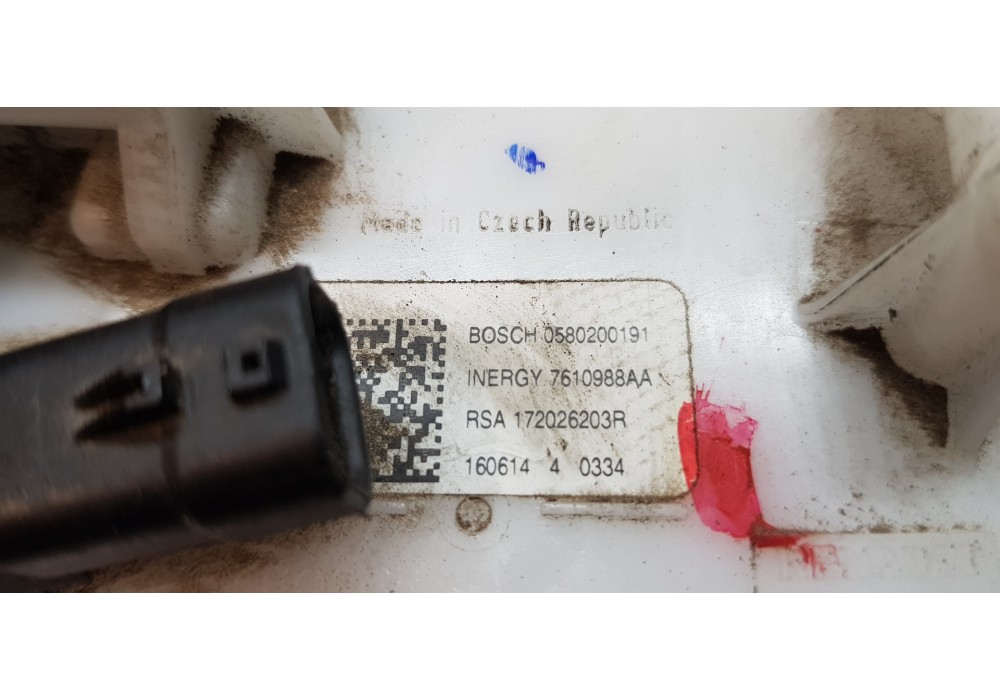 Made in Czech Republic
BOSCH 0580200191
INERGY 7610988AA
RSA 172026203R
160614 4 0334